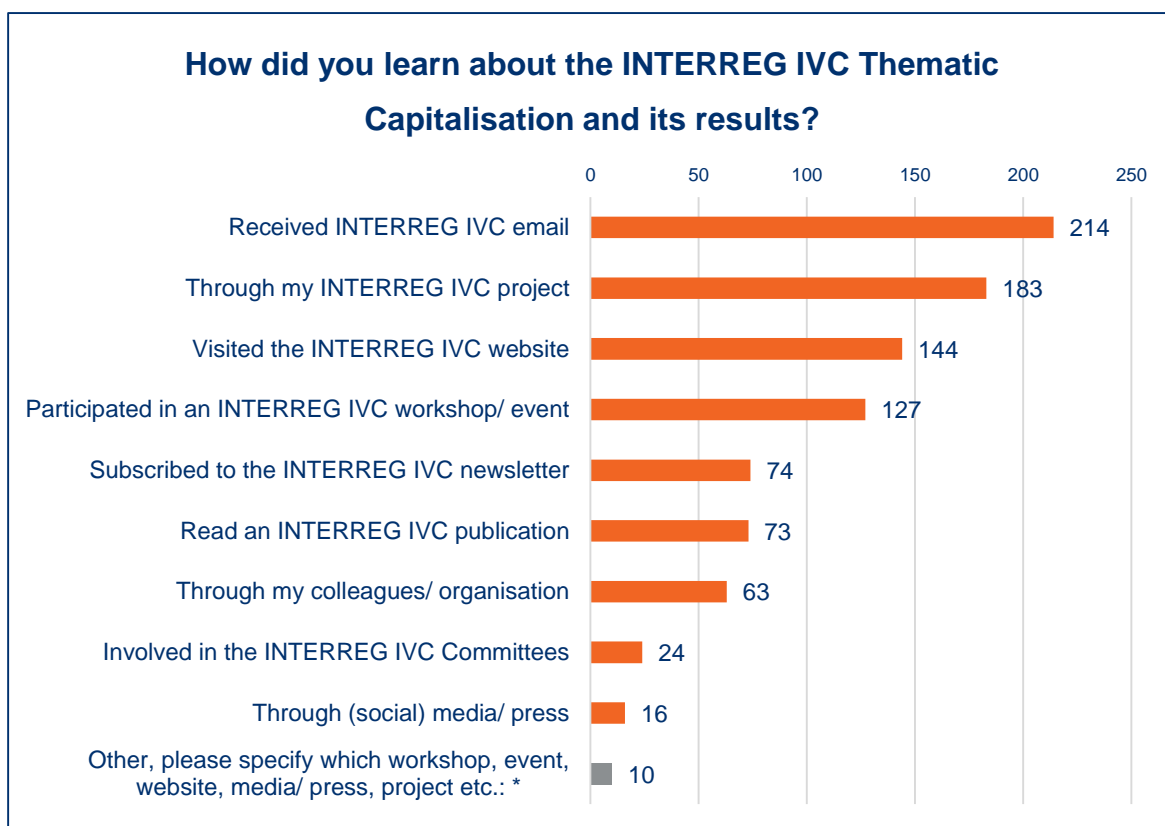 How did you learn about the INTERREG IVC Thematic
Capitalisation and its results?
0 50 100 150 200 250
Received INTERREG IVC email 214
Through my INTERREG IVC project 183
Visited the INTERREG IVC website 144
Participated in an INTERREG IVC workshop/ event 127
Subscribed to the INTERREG IVC newsletter 74
Read an INTERREG IVC publication 73
Through my colleagues/ organisation 63
Involved in the INTERREG IVC Committees 24
Through (social) media/ press 16
Other, please specify which workshop, event,
website, media/ press, project etc.: * 10